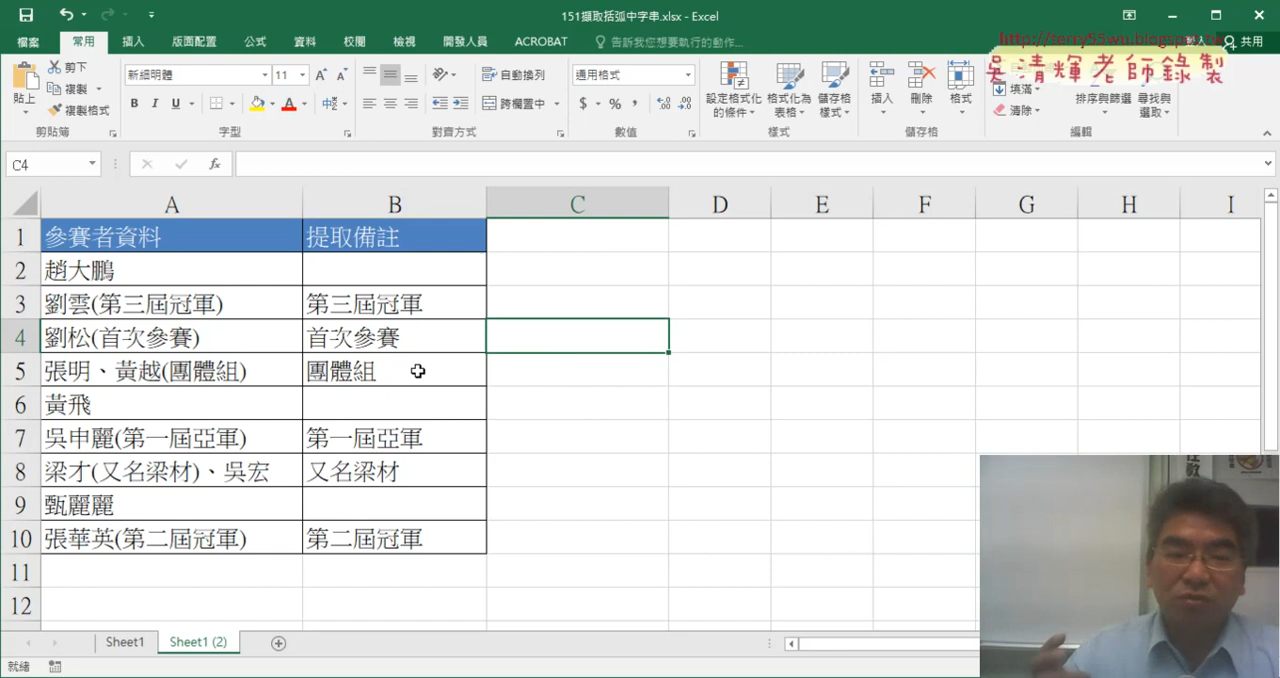 151擷取括弧中字串.xlsx - Excel
http://terry55wu.blogspot.tw
檔案 常用 插入 版面配置 公式 資料 校閱 檢視 開發人員 ACROBAT 告訴我您想要執行的動作... 共用
吳清輝老師錄製
貼上 剪下 複製 複製格式 剪貼簿
新細明體 11 B I U 字型
自動換列 跨欄置中 對齊方式
通用格式 $ % 數值
設定格式化的條件 格式化為表格 儲存格樣式 樣式
插入 刪除 格式 儲存格
填滿 清除 排序與篩選 尋找與選取 編輯
C4 fx
A B C D E F G H I
1 參賽者資料 提取備註
2 趙大鵬
3 劉雲(第三屆冠軍) 第三屆冠軍
4 劉松(首次參賽) 首次參賽
5 張明、黃越(團體組) 團體組
6 黃飛
7 吳申麗(第一屆亞軍) 第一屆亞軍
8 梁才(又名梁材)、吳宏 又名梁材
9 甄麗麗
10 張華英(第二屆冠軍) 第二屆冠軍
11
12
Sheet1 Sheet1 (2)
就緒